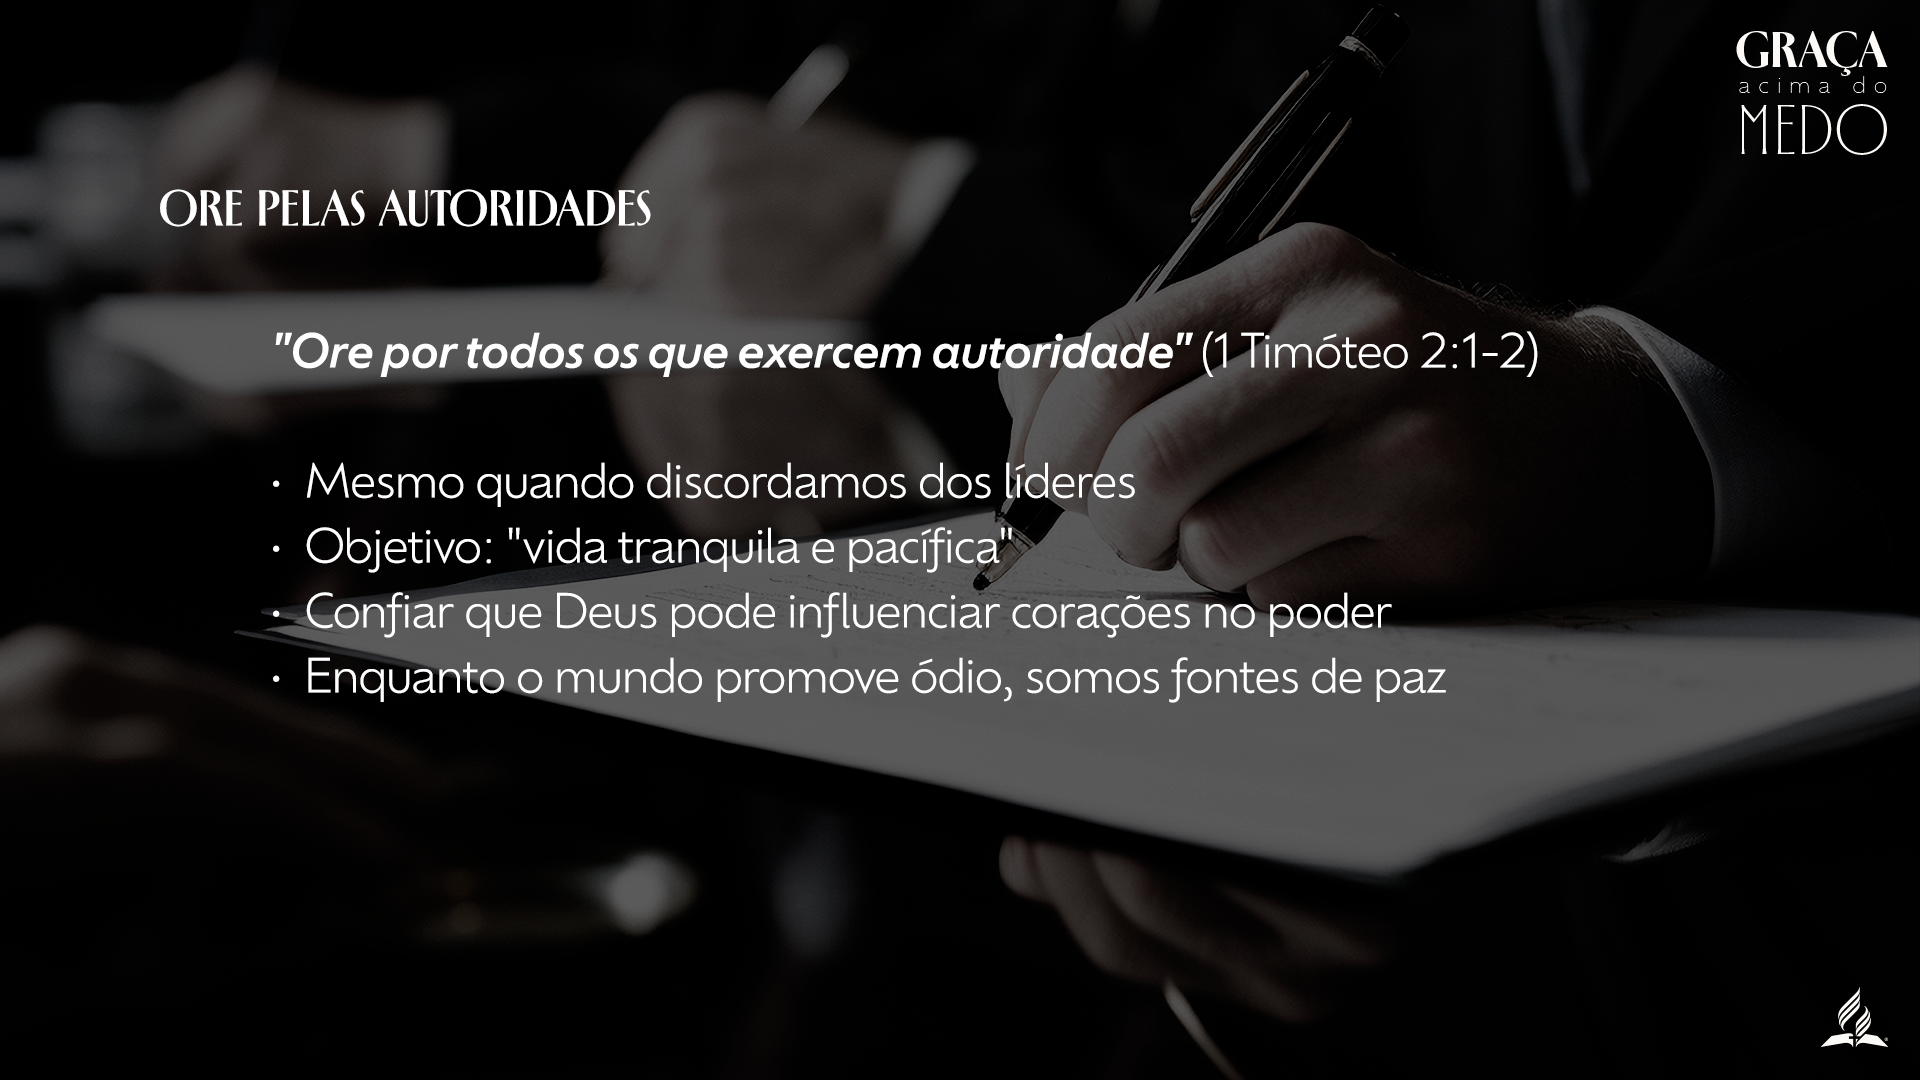 GRAÇA
acima do
MEDO
ORE PELAS AUTORIDADES
"Ore por todos os que exercem autoridade" (1 Timóteo 2:1-2)
• Mesmo quando discordamos dos líderes
• Objetivo: "vida tranquila e pacífica"
• Confiar que Deus pode influenciar corações no poder
• Enquanto o mundo promove ódio, somos fontes de paz